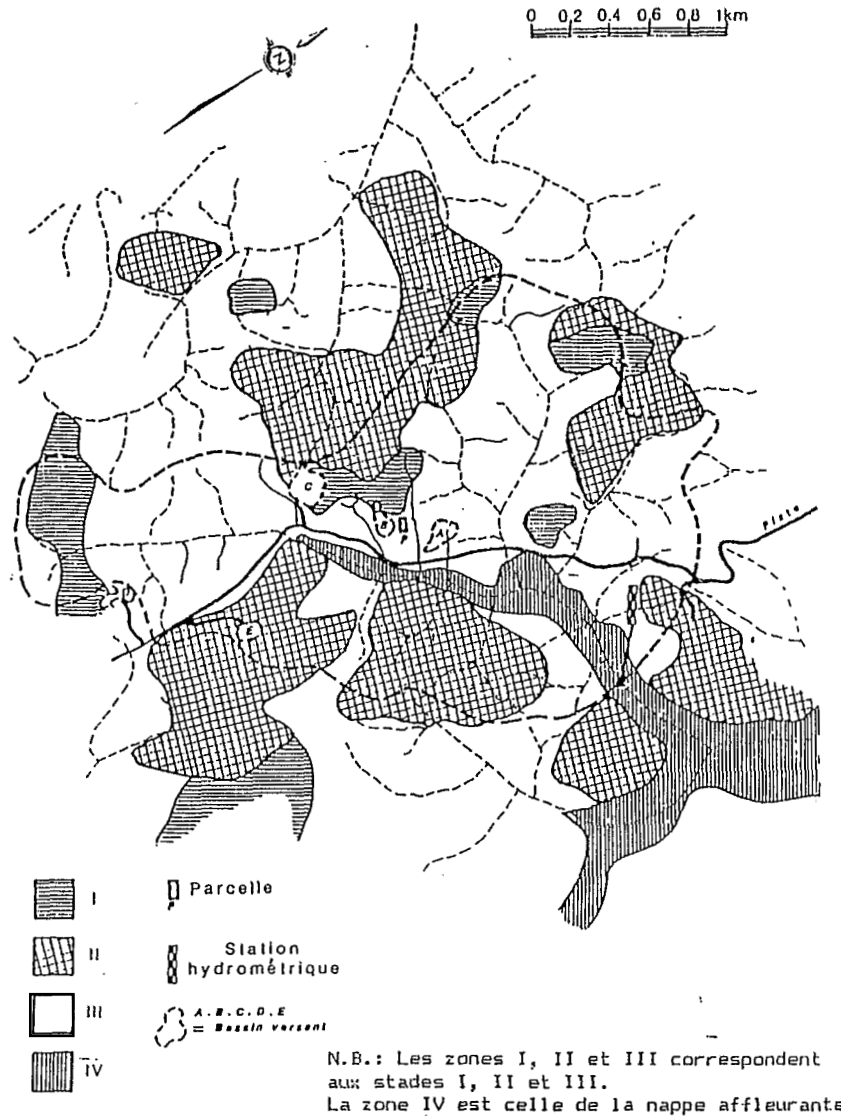 0 0,2 0,4 0,6 0,8 1km
N
C
B
P
A
Piste
D
E
I
Parcelle
P
II
Station
hydrométrique
III
A.B.C.D.E
= Bassin versant
IV
N.B.: Les zones I, II et III correspondent
aux stades I, II et III.
La zone IV est celle de la nappe affleurante